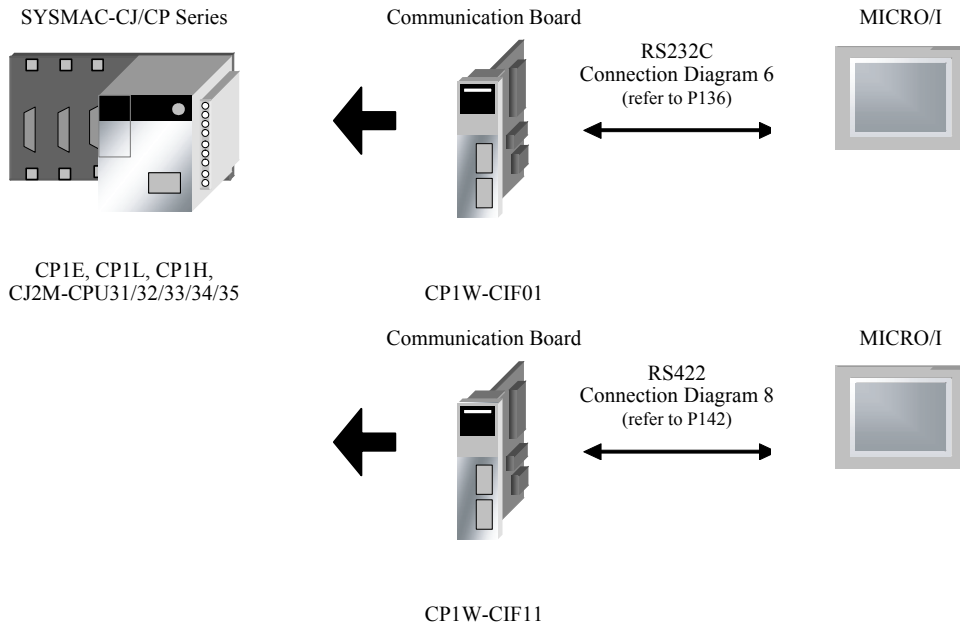 SYSMAC-CJ/CP Series
Communication Board
MICRO/I
RS232C
Connection Diagram 6
(refer to P136)
CP1E, CP1L, CP1H,
CJ2M-CPU31/32/33/34/35
CP1W-CIF01
Communication Board
MICRO/I
RS422
Connection Diagram 8
(refer to P142)
CP1W-CIF11